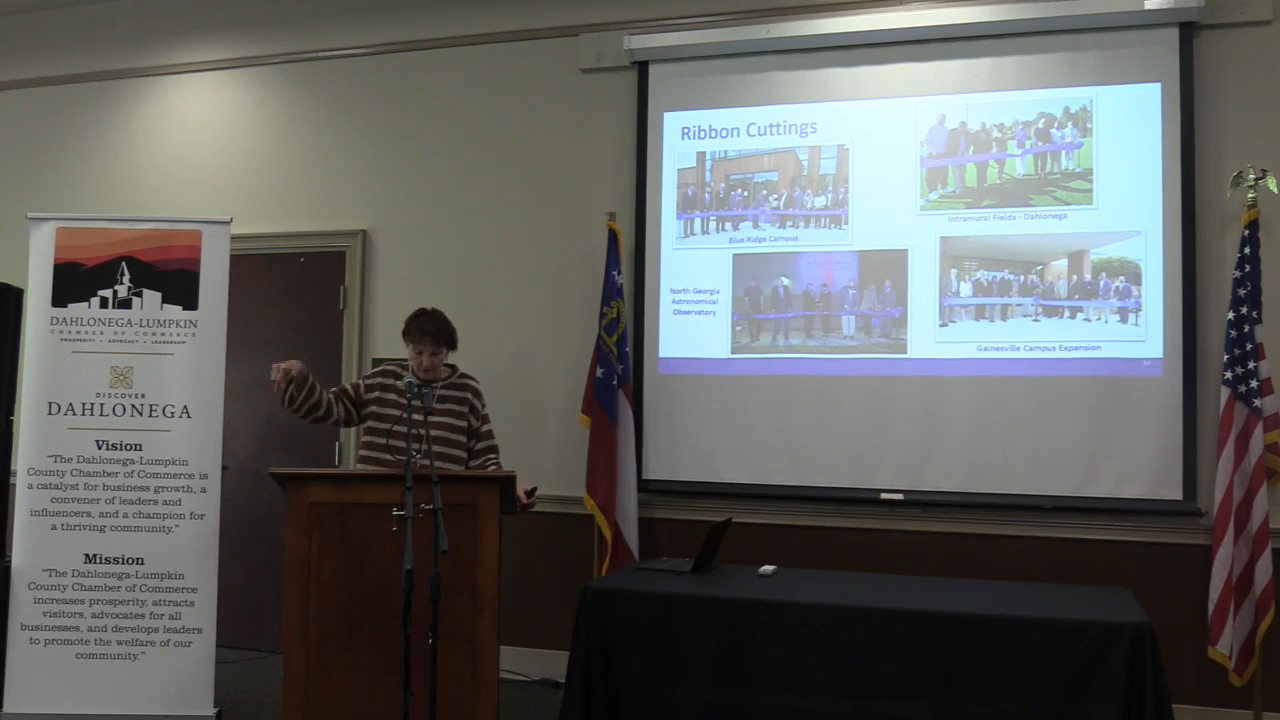 DAHLONEGA-LUMPKIN
CHAMBER OF COMMERCE
PROSPERITY • ADVOCACY • LEADERSHIP
DISCOVER
DAHLONEGA
Vision
"The Dahlonega-Lumpkin
County Chamber of Commerce is
a catalyst for business growth, a
convener of leaders and
influencers, and a champion for
a thriving community."
Mission
"The Dahlonega-Lumpkin
County Chamber of Commerce
increases prosperity, attracts
visitors, advocates for all
businesses, and develops leaders
to promote the welfare of our
community."
Ribbon Cuttings
Blue Ridge Campus
Intramural Fields - Dahlonega
North Georgia
Astronomical
Observatory
Gainesville Campus Expansion